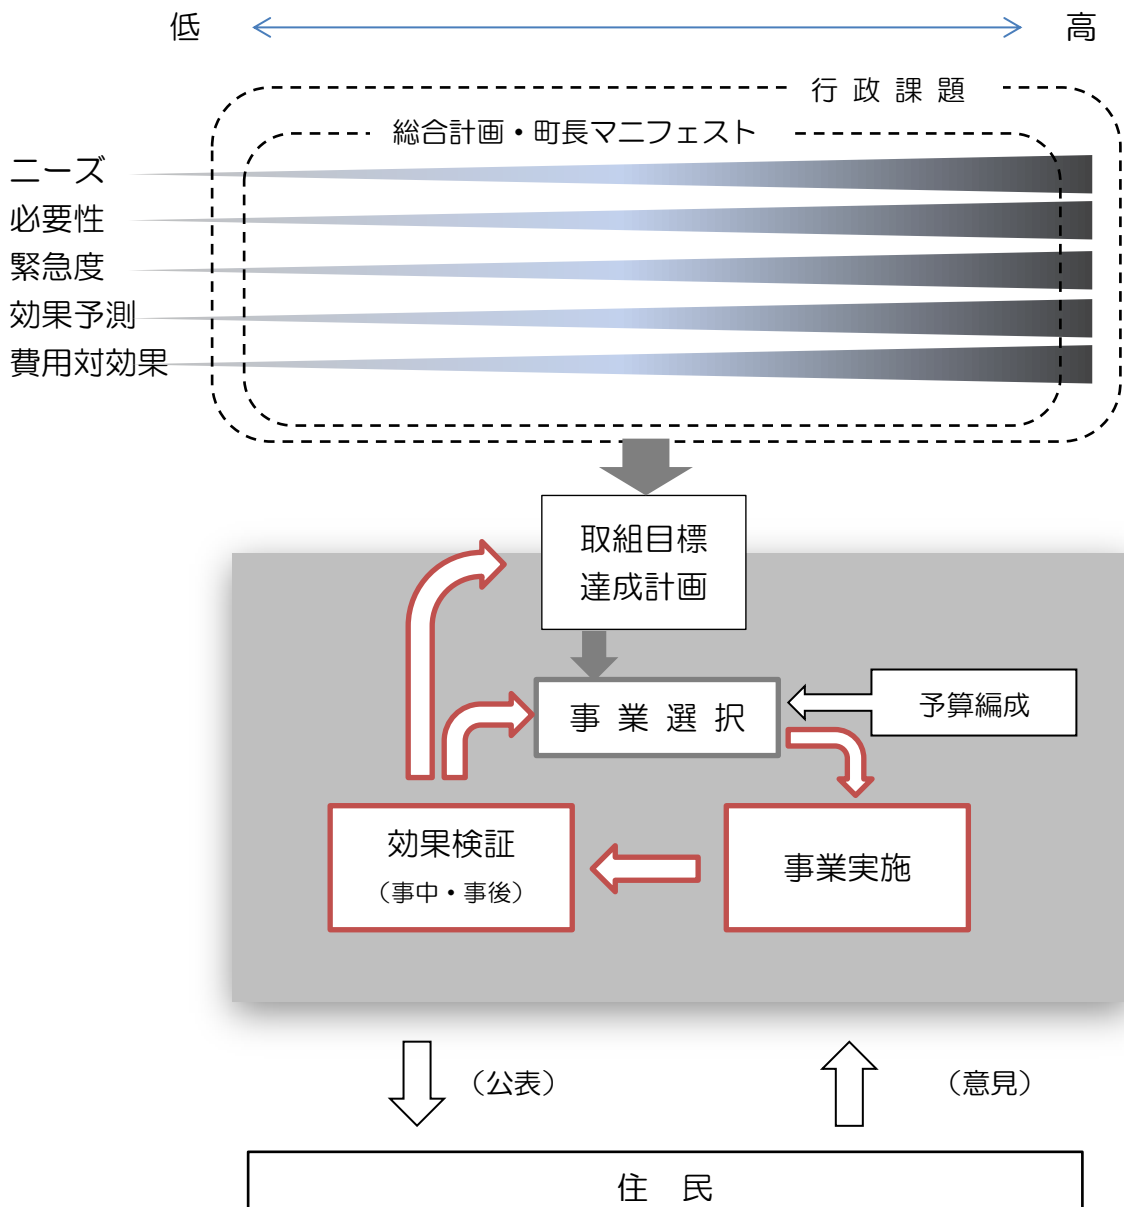 低
高
行政課題
総合計画・町長マニフェスト
ニーズ
必要性
緊急度
効果予測
費用対効果
取組目標
達成計画
事業選択
予算編成
効果検証
（事中・事後）
事業実施
（公表）
（意見）
住　民